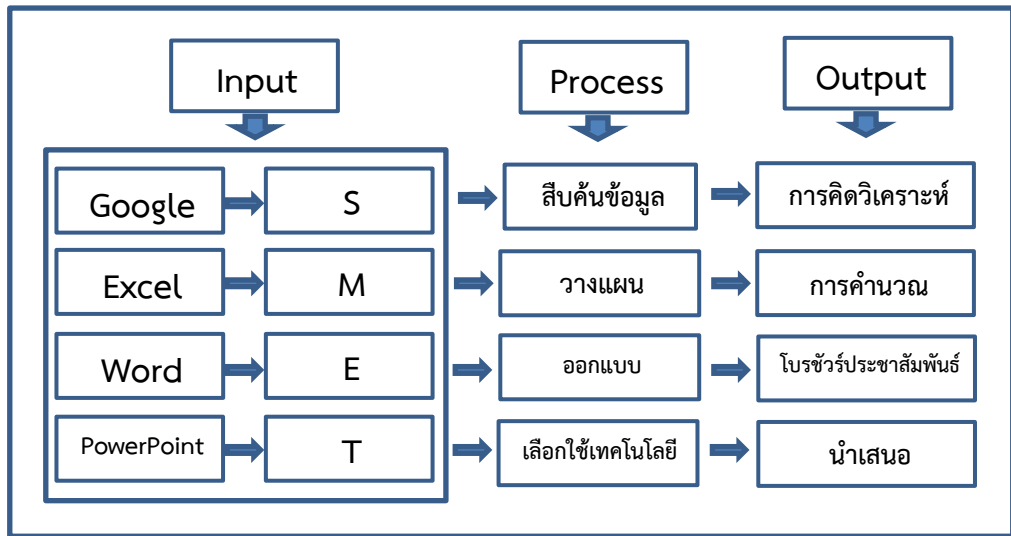 Input
Process
Output
Google
S
สืบค้นข้อมูล
การคิดวิเคราะห์
Excel
M
วางแผน
การคำนวณ
Word
E
ออกแบบ
โบรชัวร์ประชาสัมพันธ์
PowerPoint
T
เลือกใช้เทคโนโลยี
นำเสนอ